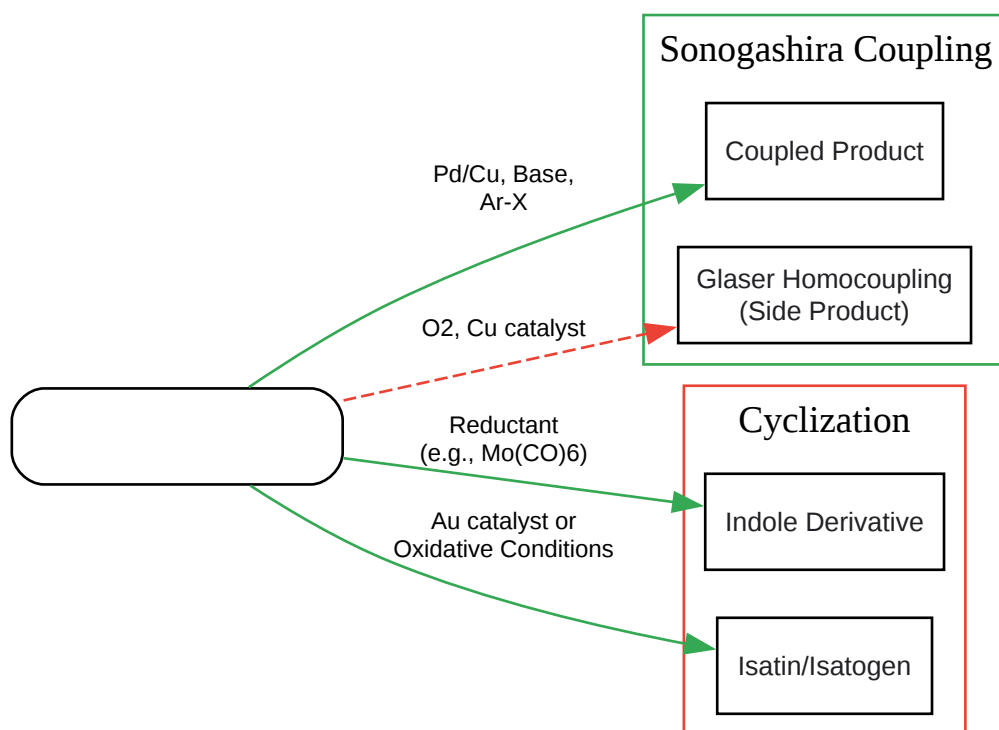 Sonogashira Coupling
Coupled Product
Pd/Cu, Base,
Ar-X
Glaser Homocoupling
(Side Product)
O2, Cu catalyst
Cyclization
Reductant
(e.g., Mo(CO)6)
Indole Derivative
Au catalyst or
Oxidative Conditions
Isatin/Isatogen